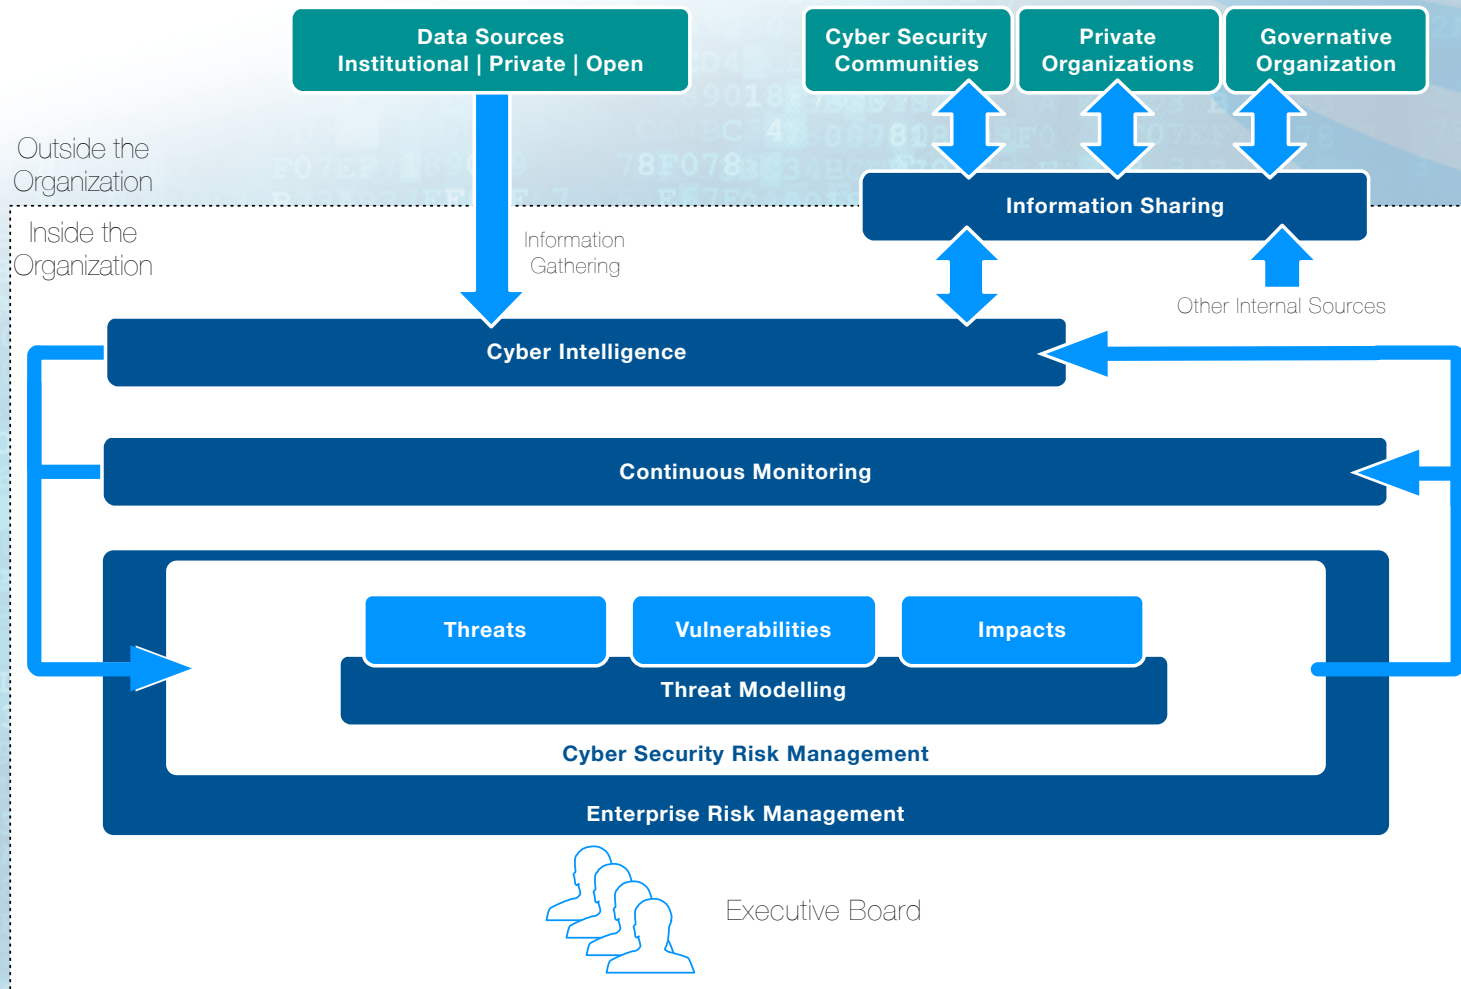 Data Sources
Institutional | Private | Open
Cyber Security
Communities
Private
Organizations
Governative
Organization
Outside the
Organization
Information Sharing
Inside the
Organization
Information
Gathering
Other Internal Sources
Cyber Intelligence
Continuous Monitoring
Threats
Vulnerabilities
Impacts
Threat Modelling
Cyber Security Risk Management
Enterprise Risk Management
Executive Board